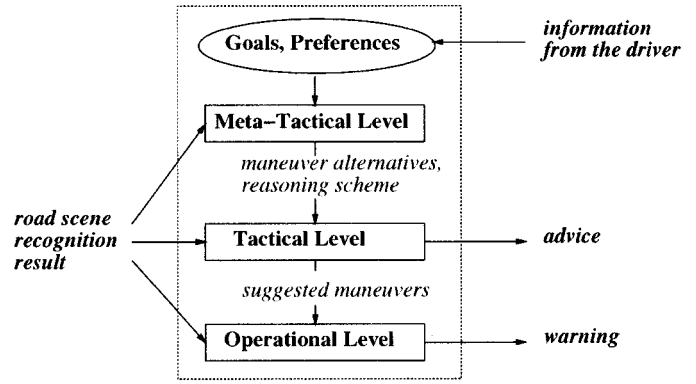 Goals, Preferences
information
from the driver
Meta-Tactical Level
maneuver alternatives,
reasoning scheme
road scene
recognition
result
Tactical Level
advice
suggested maneuvers
Operational Level
warning